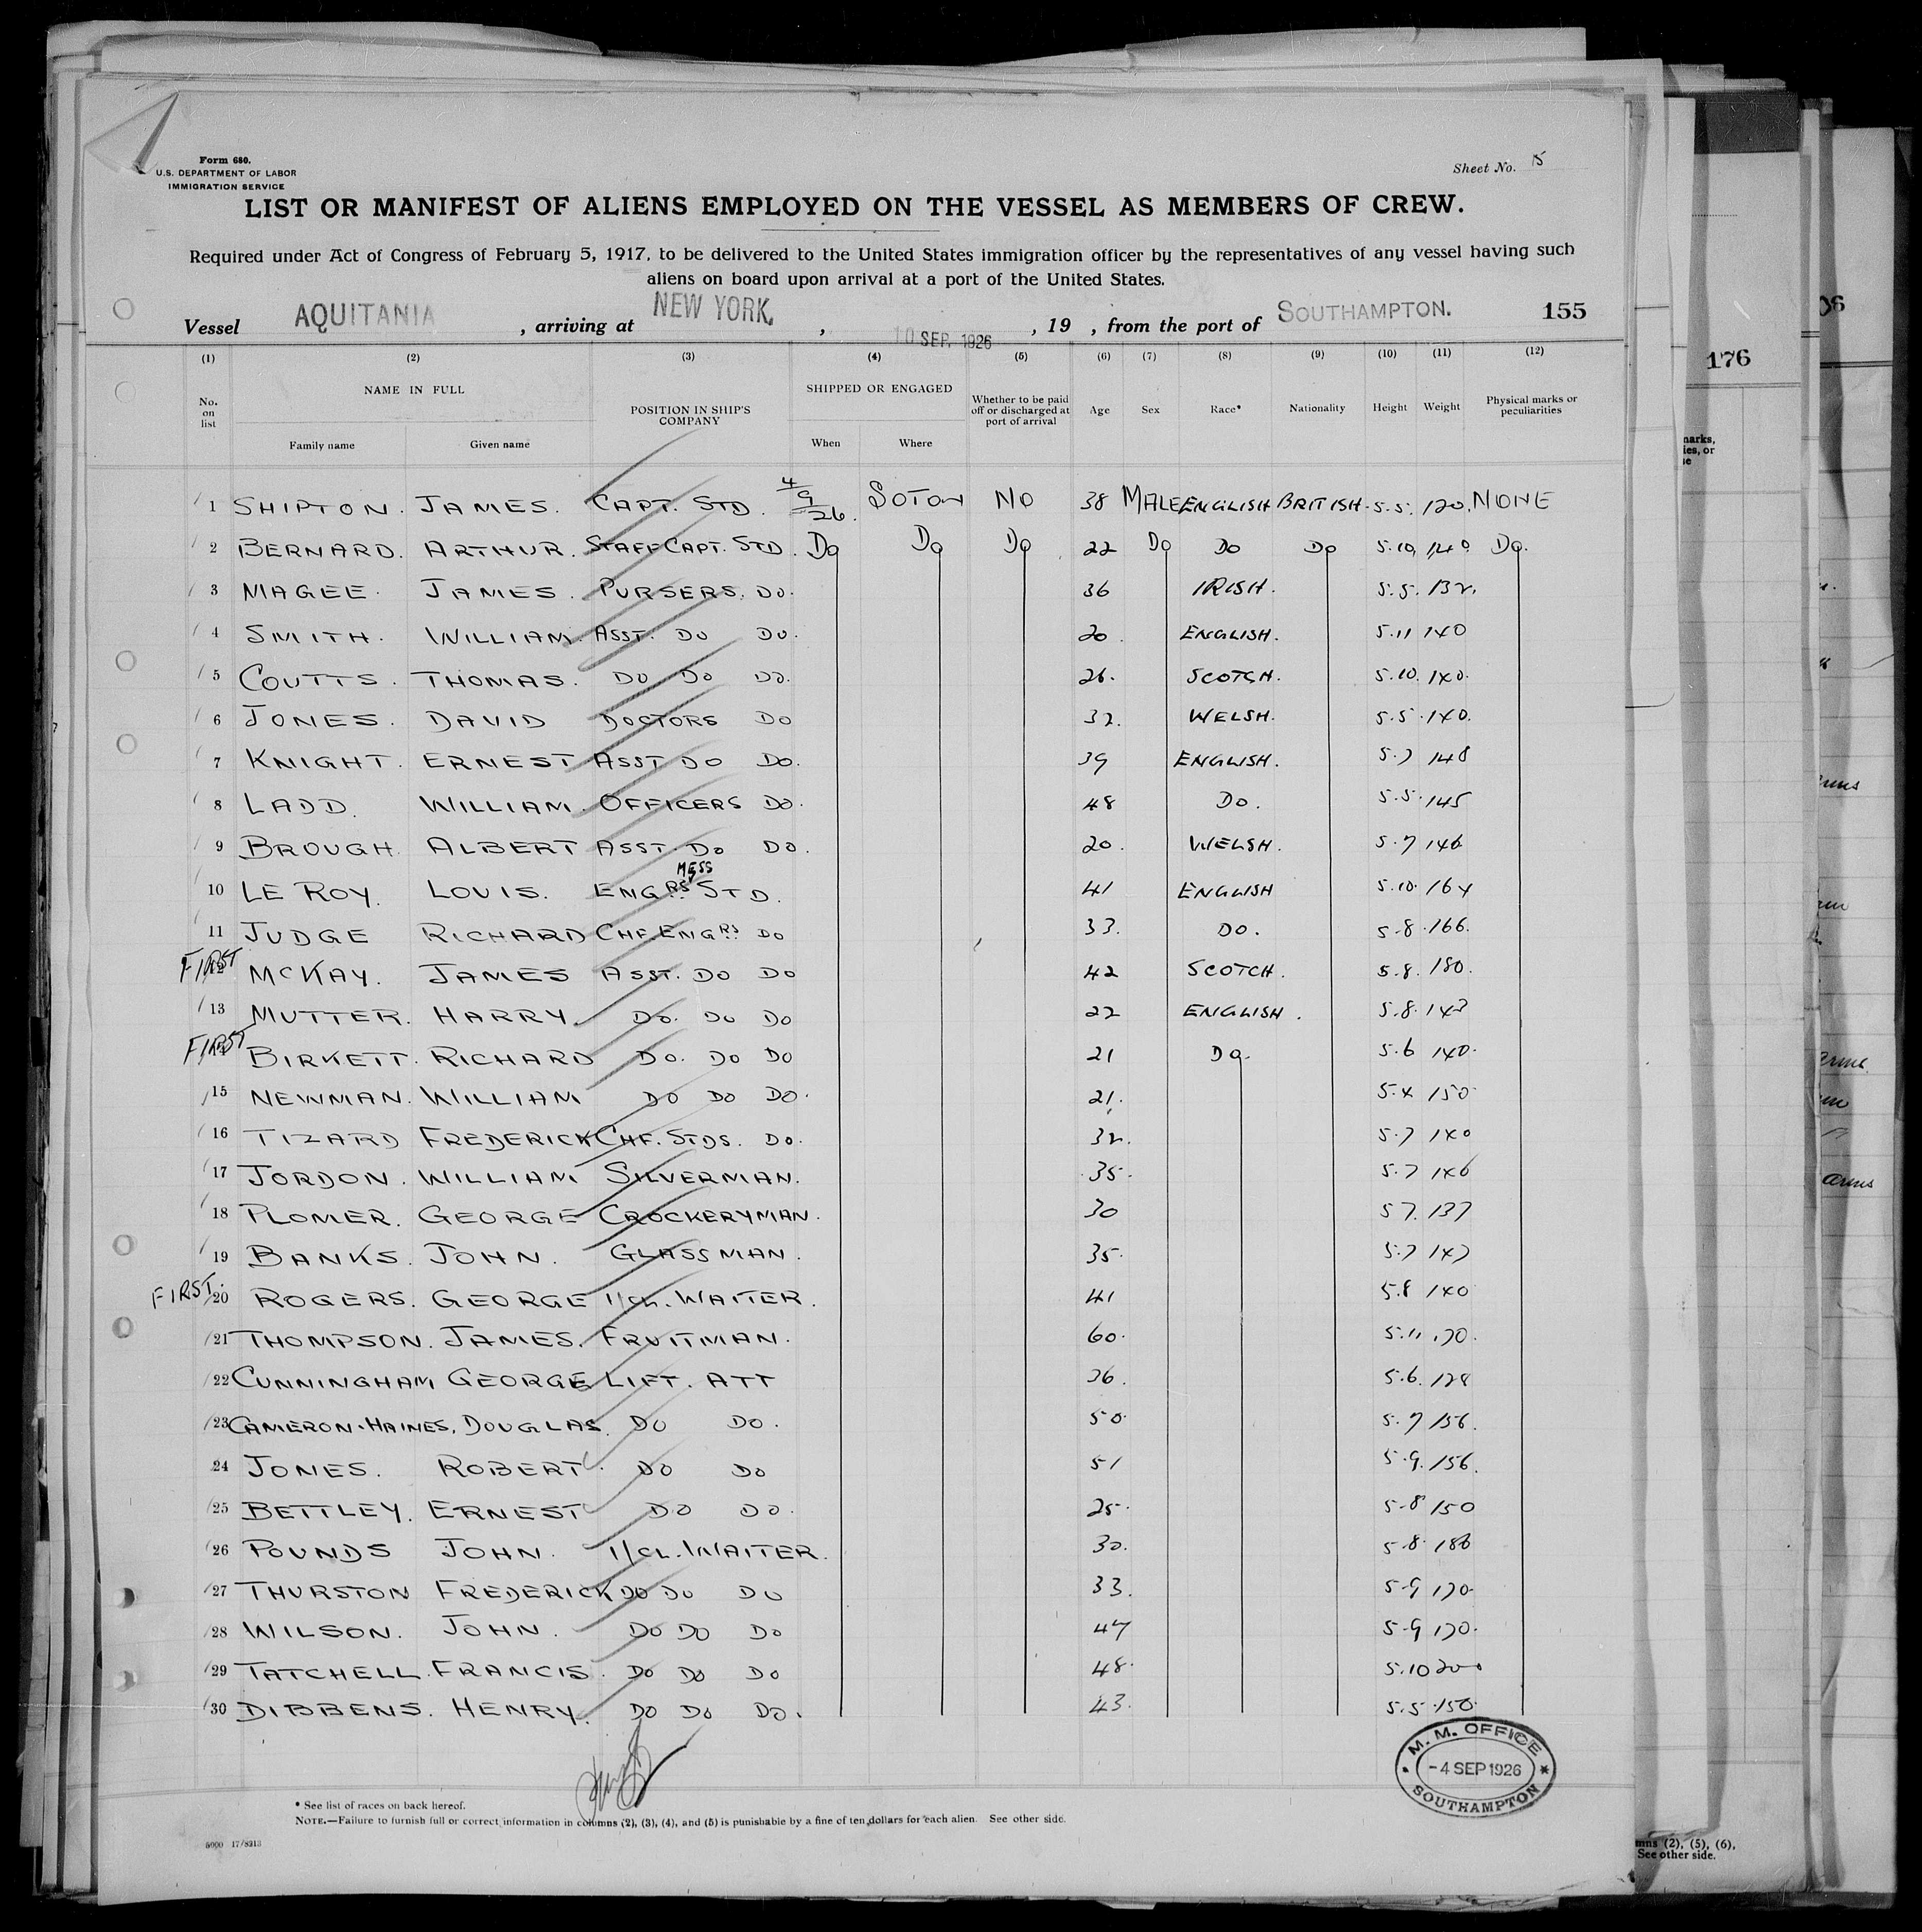 Form 680.
U.S. DEPARTMENT OF LABOR
IMMIGRATION SERVICE
Sheet No. 15
LIST OR MANIFEST OF ALIENS EMPLOYED ON THE VESSEL AS MEMBERS OF CREW.
Required under Act of Congress of February 5, 1917, to be delivered to the United States immigration officer by the representatives of any vessel having such
aliens on board upon arrival at a port of the United States.
Vessel AQUITANIA, arriving at NEW YORK, 10 SEP. 1926, 19 , from the port of SOUTHAMPTON. 155
(1) (2) (3) (4) (5) (6) (7) (8) (9) (10) (11) (12)
No. on list NAME IN FULL Family name Given name POSITION IN SHIP'S COMPANY SHIPPED OR ENGAGED When Where Whether to be paid off or discharged at port of arrival Age Sex Race* Nationality Height Weight Physical marks or peculiarities
1 SHIPTON. JAMES. CAPT. STD. 4/9/26. SOTON NO 38 MALE ENGLISH BRITISH. 5.5. 120. NONE
2 BERNARD. ARTHUR. STAFF CAPT. STD. Do Do Do 22 Do Do Do 5.10. 140. Do.
3 MAGEE. JAMES. PURSERS. DO. 36 IRISH. 5.5. 132.
4 SMITH. WILLIAM. ASST. DO DO. 20. ENGLISH. 5.11 140
5 COUTTS. THOMAS. DO DO DO. 26. SCOTCH. 5.10. 140.
6 JONES. DAVID DOCTORS DO 32. WELSH. 5.5. 140.
7 KNIGHT. ERNEST ASST DO DO. 39 ENGLISH. 5.7 148
8 LADD. WILLIAM. OFFICERS DO. 48 DO. 5.5. 145
9 BROUGH. ALBERT ASST. DO DO. 20. WELSH. 5.7 146
10 LE ROY. LOUIS. ENGRS MESS STD. 41 ENGLISH 5.10. 164
11 JUDGE RICHARD CHF. ENGRS DO 33. DO. 5.8. 166.
FIRST 12 MCKAY. JAMES ASST. DO DO 42 SCOTCH. 5.8. 180.
13 MUTTER. HARRY. DO. DO DO 22 ENGLISH. 5.8. 143
FIRST 14 BIRKETT. RICHARD DO. DO DO 21 DO. 5.6 140.
15 NEWMAN. WILLIAM DO DO DO. 21. 5.4 150
16 TIZARD FREDERICK CHF. STDS. DO. 32. 5.7 140
17 JORDON. WILLIAM SILVERMAN. 35. 5.7 146
18 PLOMER. GEORGE CROCKERYMAN. 30 5 7. 137
19 BANKS. JOHN. GLASSMAN. 35. 5.7 147
FIRST. 20 ROGERS. GEORGE 1/CL. WAITER. 41 5.8 140
21 THOMPSON. JAMES. FRUITMAN. 60. 5.11. 170.
22 CUNNINGHAM GEORGE LIFT. ATT 36. 5.6. 128
23 CAMERON-HAINES, DOUGLAS. DO DO. 50. 5.7 156.
24 JONES. ROBERT. DO DO 51 5.9. 156.
25 BETTLEY. ERNEST DO DO. 25. 5.8 150
26 POUNDS JOHN. 1/CL. WAITER. 30. 5.8. 186
27 THURSTON FREDERICK DO DO DO 33. 5.9 170.
28 WILSON. JOHN. DO DO DO 47 5.9 170.
29 TATCHELL. FRANCIS. DO DO DO 48. 5.10 200
30 DIBBENS. HENRY. DO DO DO. 43. 5.5. 150.
M. M. OFFICE
-4 SEP 1926
SOUTHAMPTON
* See list of races on back hereof.
NOTE.—Failure to furnish full or correct information in columns (2), (3), (4), and (5) is punishable by a fine of ten dollars for each alien. See other side.
176
(2), (5), (6),
See other side.